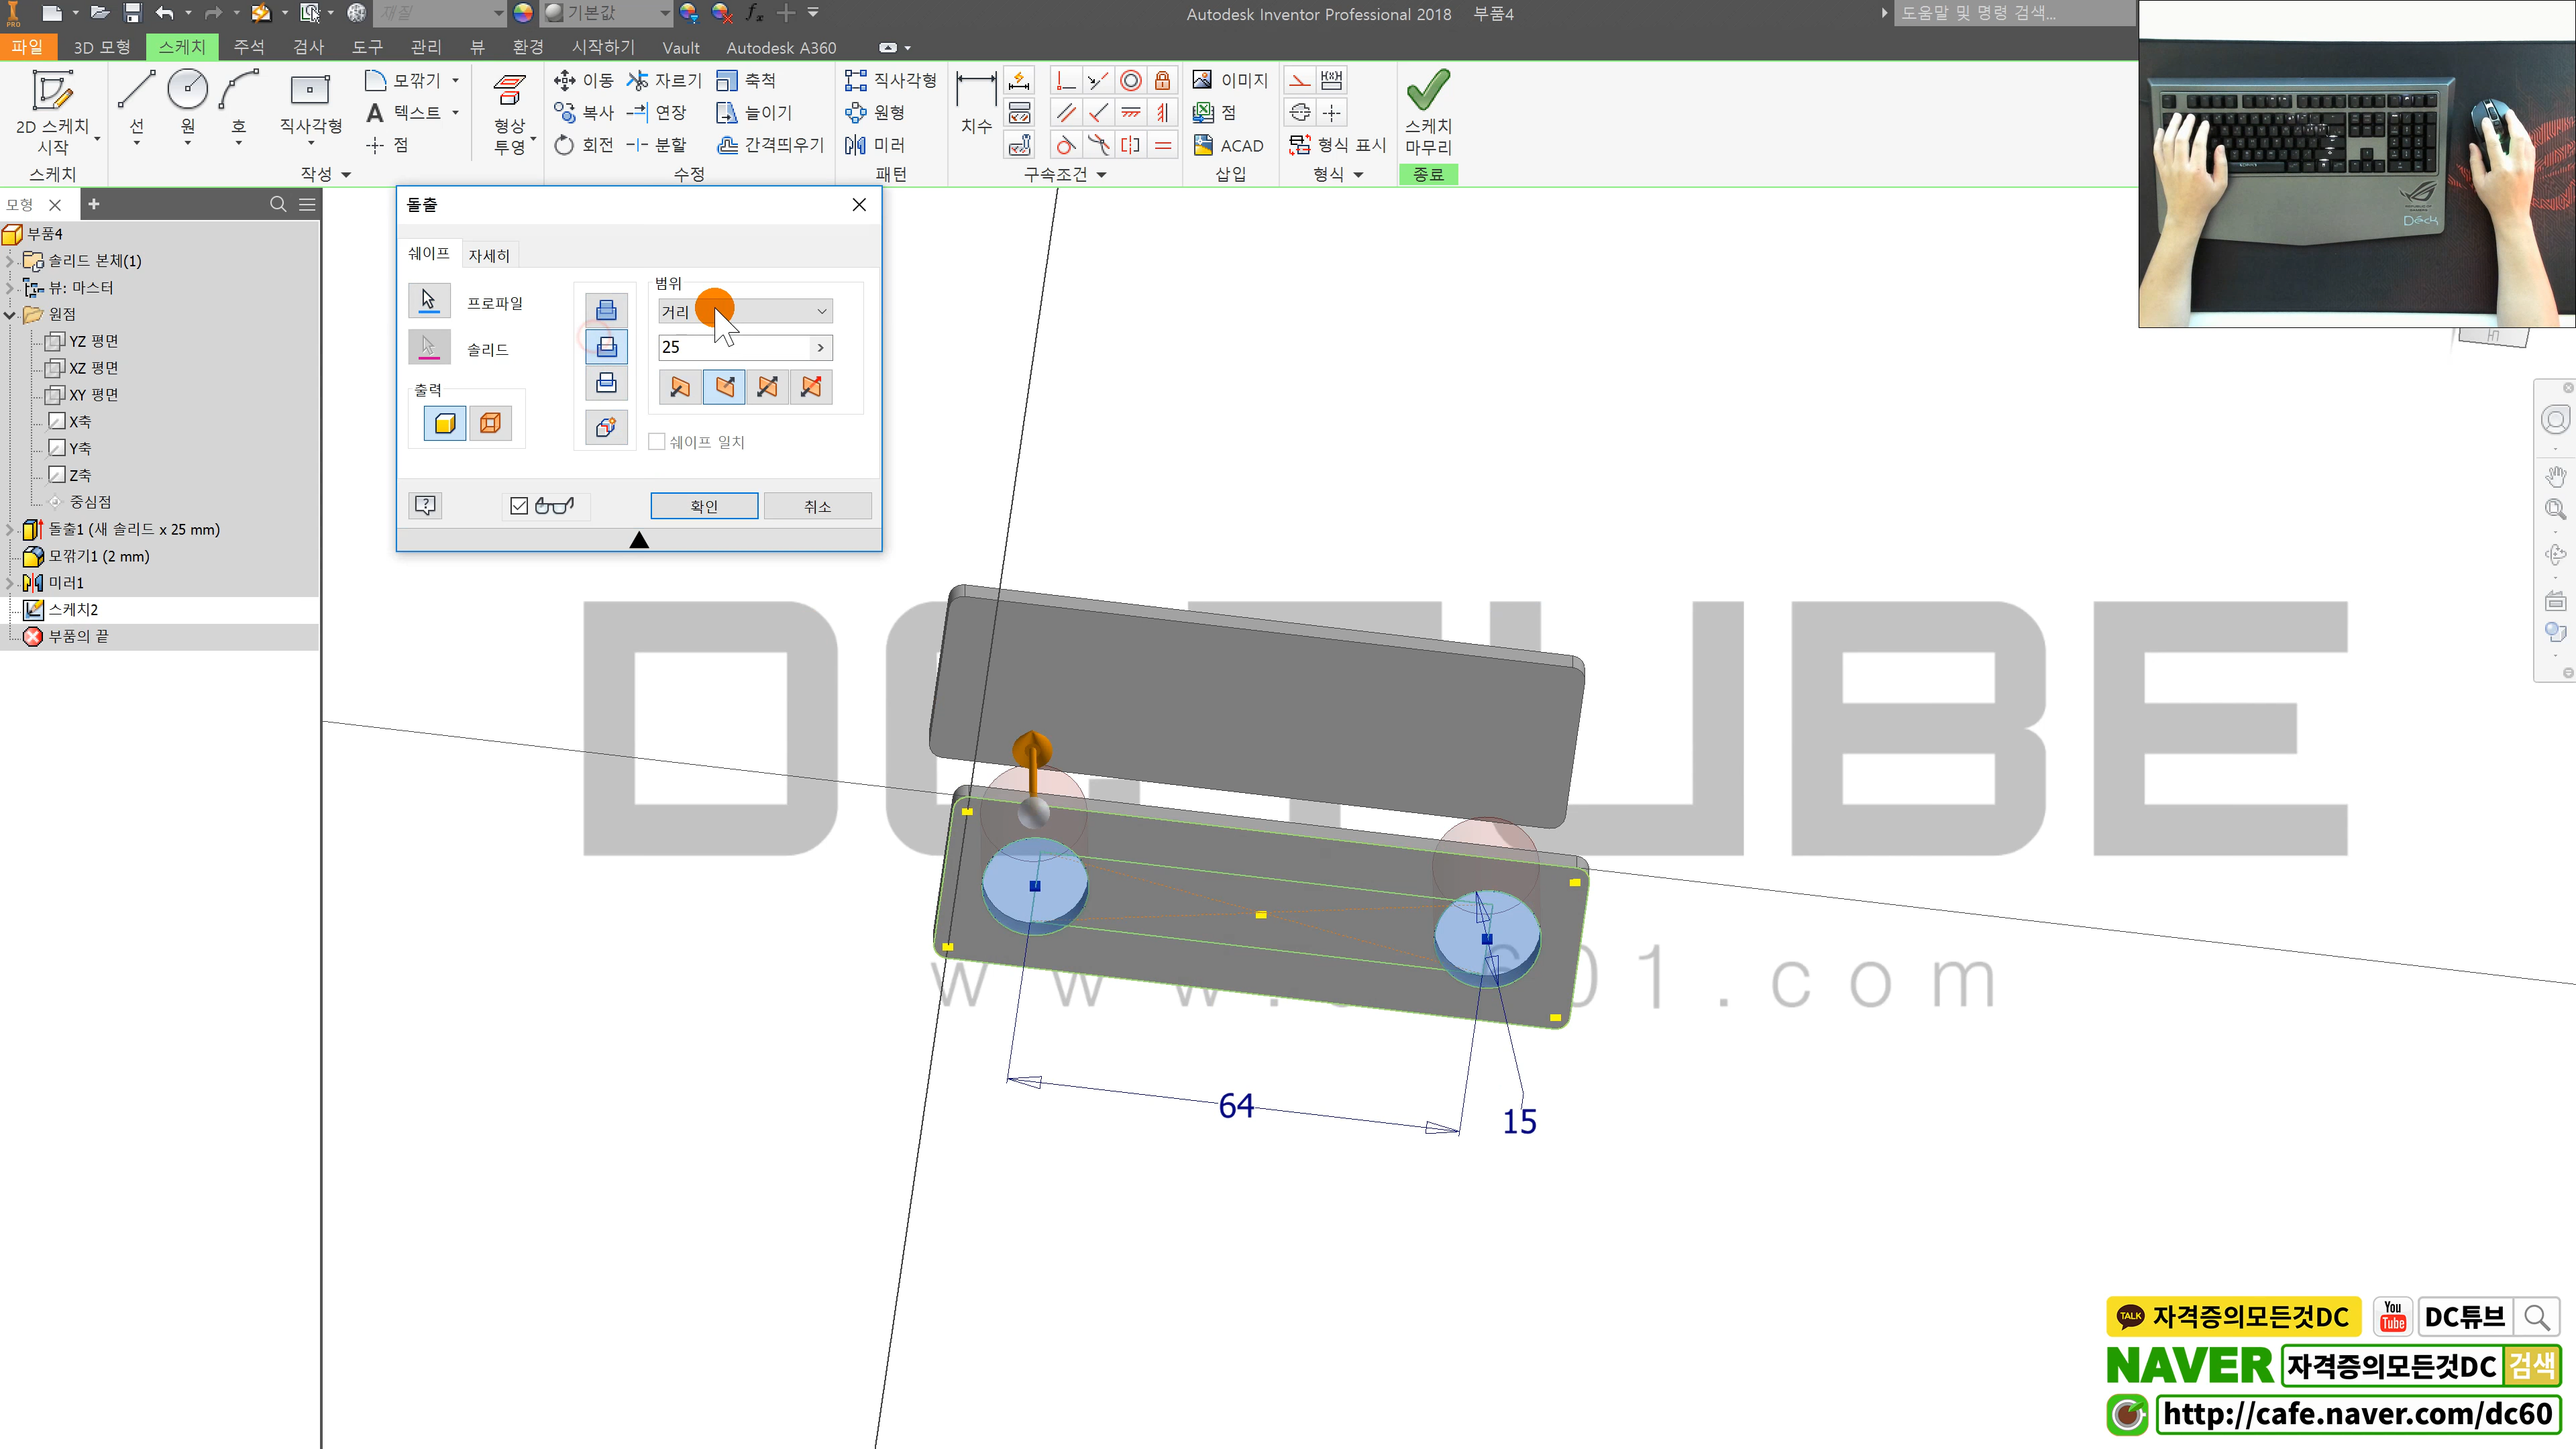 재질
기본값
Autodesk Inventor Professional 2018 부품4
도움말 및 명령 검색...
PRO
파일 3D 모형 스케치 주석 검사 도구 관리 뷰 환경 시작하기 Vault Autodesk A360
2D 스케치 시작
선 원 호 직사각형
모깎기
텍스트
점
형상 투영
이동 자르기 축척
복사 연장 늘이기
회전 분할 간격띄우기
직사각형
원형
미러
치수
이미지
점
ACAD
형식 표시
스케치 마무리
스케치 작성 수정 패턴 구속조건 삽입 형식 종료
모형
부품4
솔리드 본체(1)
뷰: 마스터
원점
YZ 평면
XZ 평면
XY 평면
X축
Y축
Z축
중심점
돌출1 (새 솔리드 x 25 mm)
모깎기1 (2 mm)
미러1
스케치2
부품의 끝
돌출
쉐이프 자세히
프로파일
솔리드
출력
범위
거리
25
쉐이프 일치
확인 취소
64
15
Deck
TALK 자격증의모든것DC You Tube DC튜브
NAVER 자격증의모든것DC 검색
http://cafe.naver.com/dc60